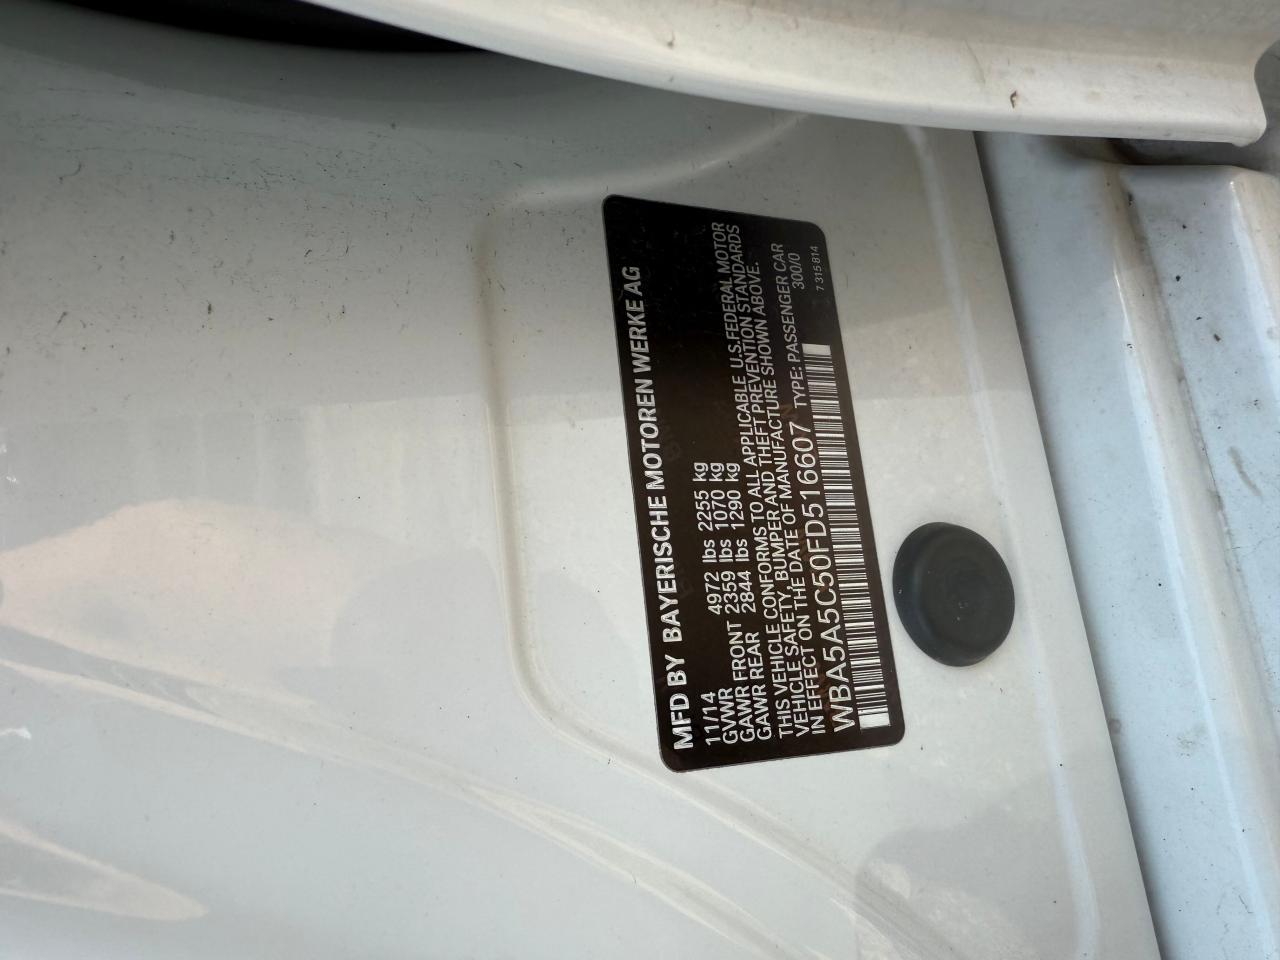 MFD BY BAYERISCHE MOTOREN WERKE AG
11/14
GVWR 4972 lbs 2255 kg
GAWR FRONT 2359 lbs 1070 kg
GAWR REAR 2844 lbs 1290 kg
THIS VEHICLE CONFORMS TO ALL APPLICABLE U.S.FEDERAL MOTOR
VEHICLE SAFETY, BUMPER AND THEFT PREVENTION STANDARDS
IN EFFECT ON THE DATE OF MANUFACTURE SHOWN ABOVE.
WBA5A5C50FD516607 TYPE: PASSENGER CAR
300/0
7 315 814